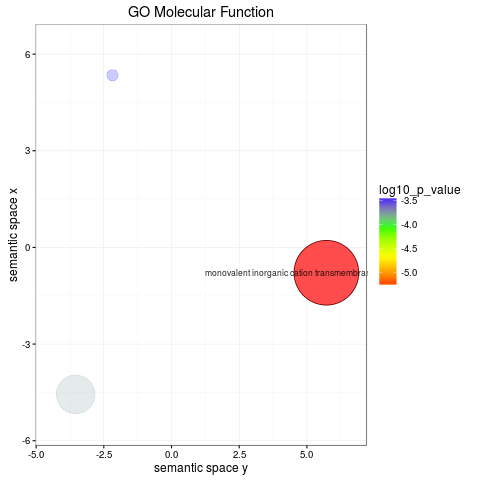 GO Molecular Function
6
3
0
-3
-6
semantic space x
monovalent inorganic cation transmembra
-5.0
-2.5
0.0
2.5
5.0
semantic space y
log10_p_value
-3.5
-4.0
-4.5
-5.0